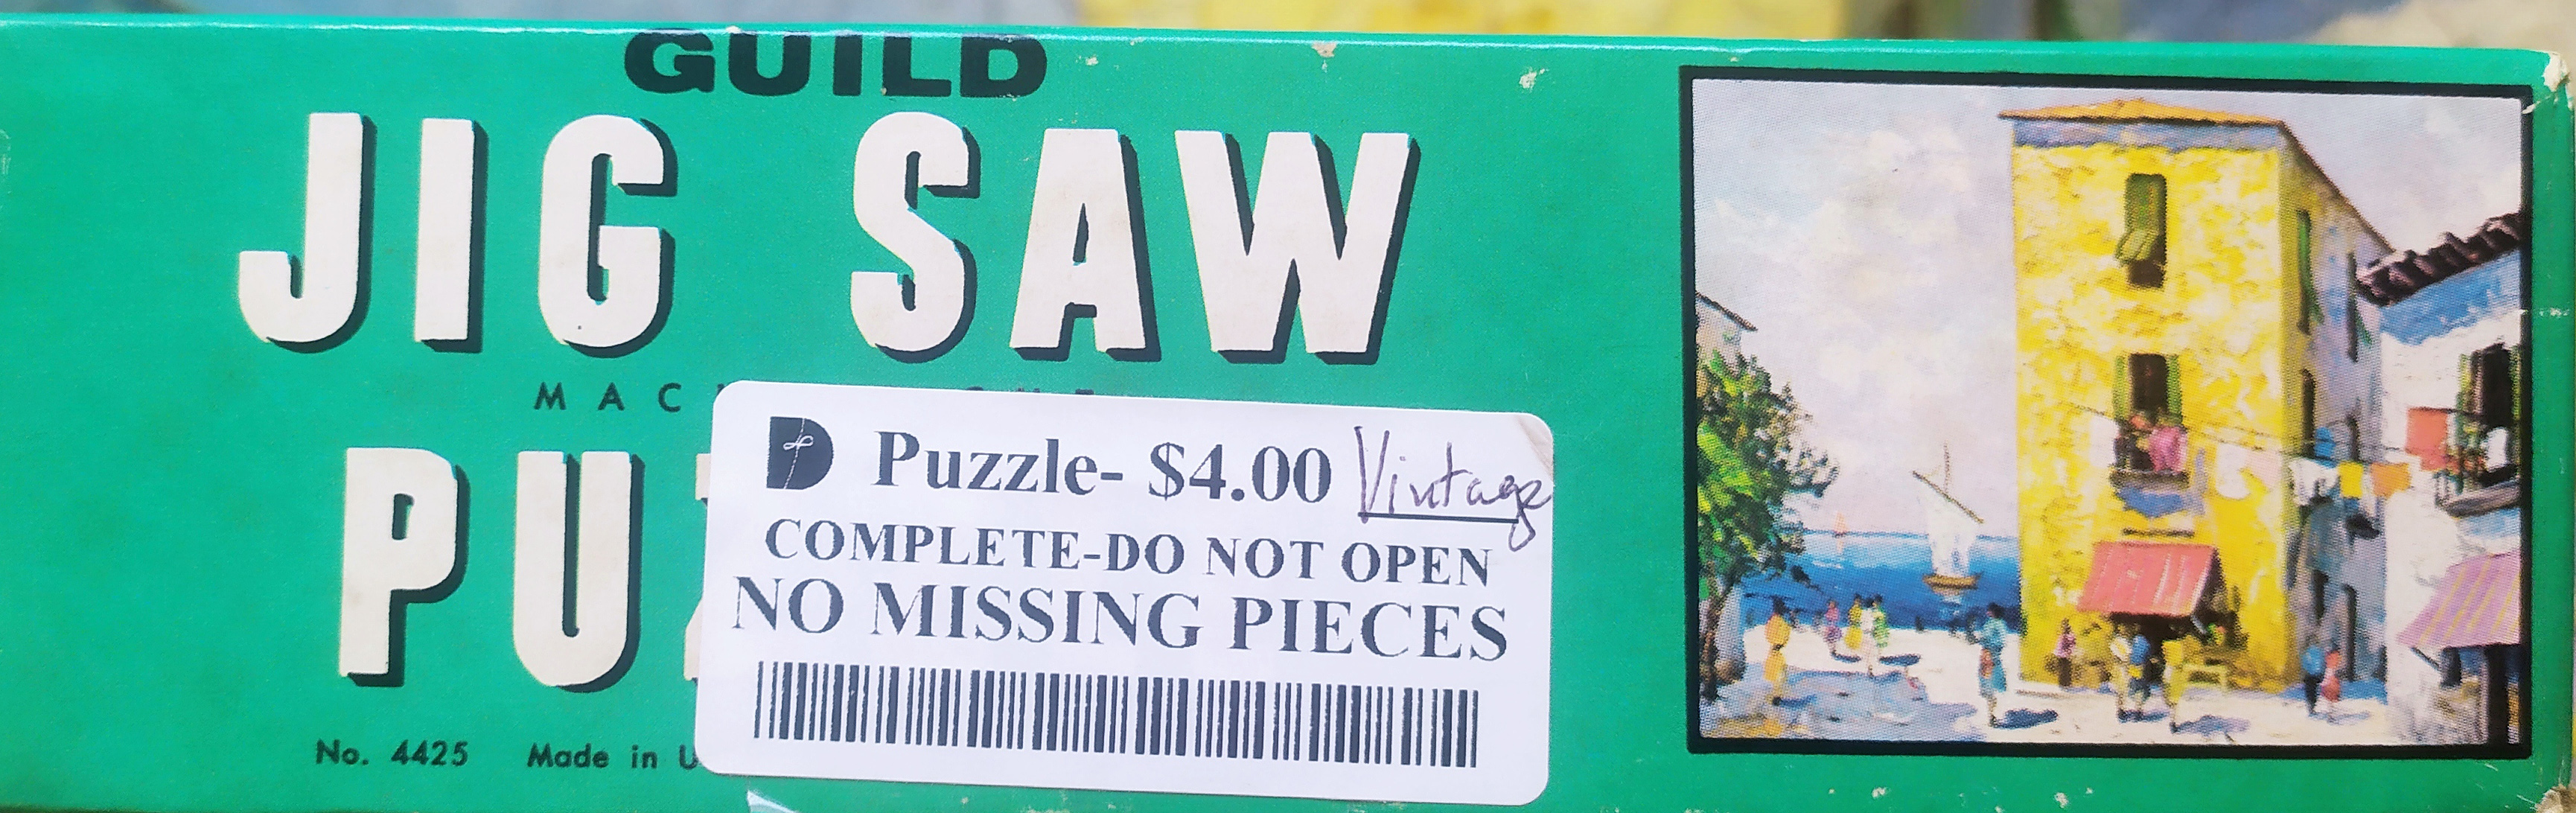 GUILD
JIG SAW
MAC
PU
Puzzle- $4.00 Vintage
COMPLETE-DO NOT OPEN
NO MISSING PIECES
No. 4425 Made in U